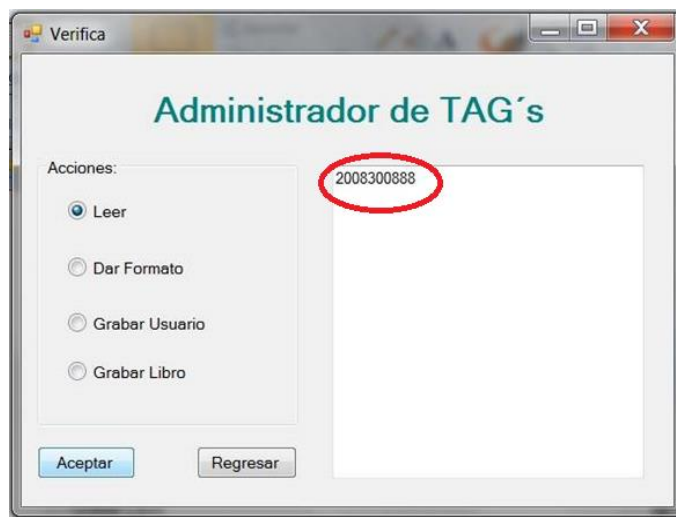 Verifica
Administrador de TAG´s
Acciones:
Leer
Dar Formato
Grabar Usuario
Grabar Libro
2008300888
Aceptar
Regresar